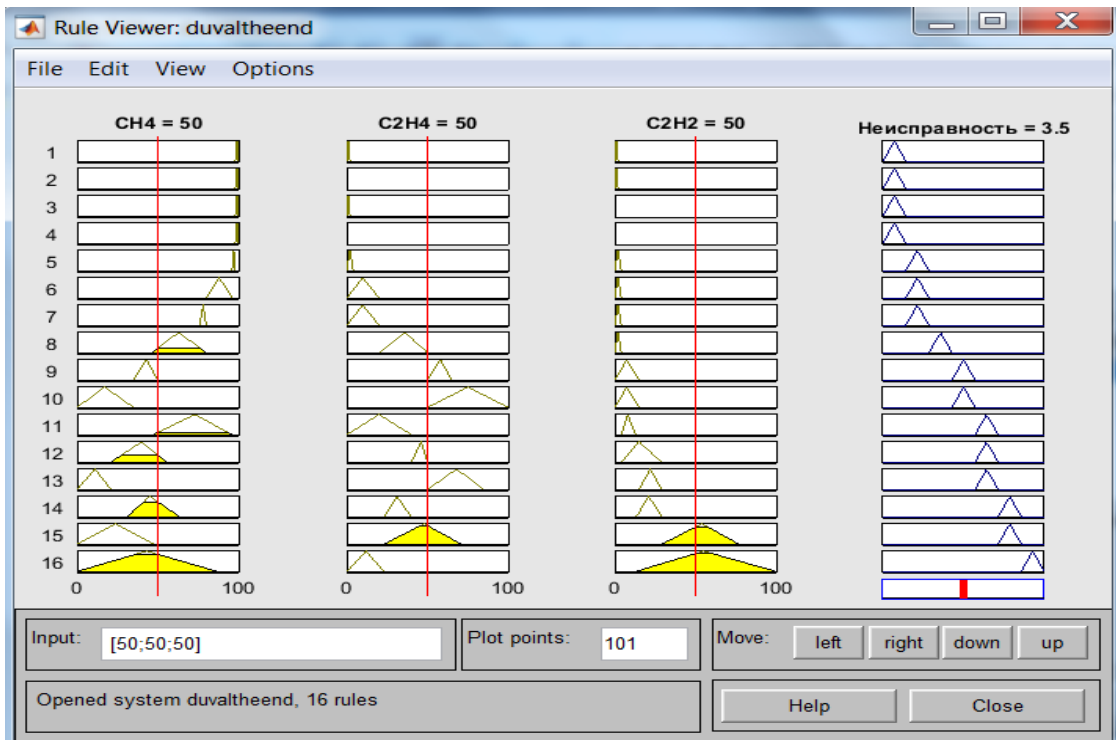 Rule Viewer: duvaltheend
File Edit View Options
CH4 = 50 C2H4 = 50 C2H2 = 50 Неисправность = 3.5
1
2
3
4
5
6
7
8
9
10
11
12
13
14
15
16
0 100 0 100 0 100
Input: [50;50;50] Plot points: 101 Move: left right down up
Opened system duvaltheend, 16 rules Help Close